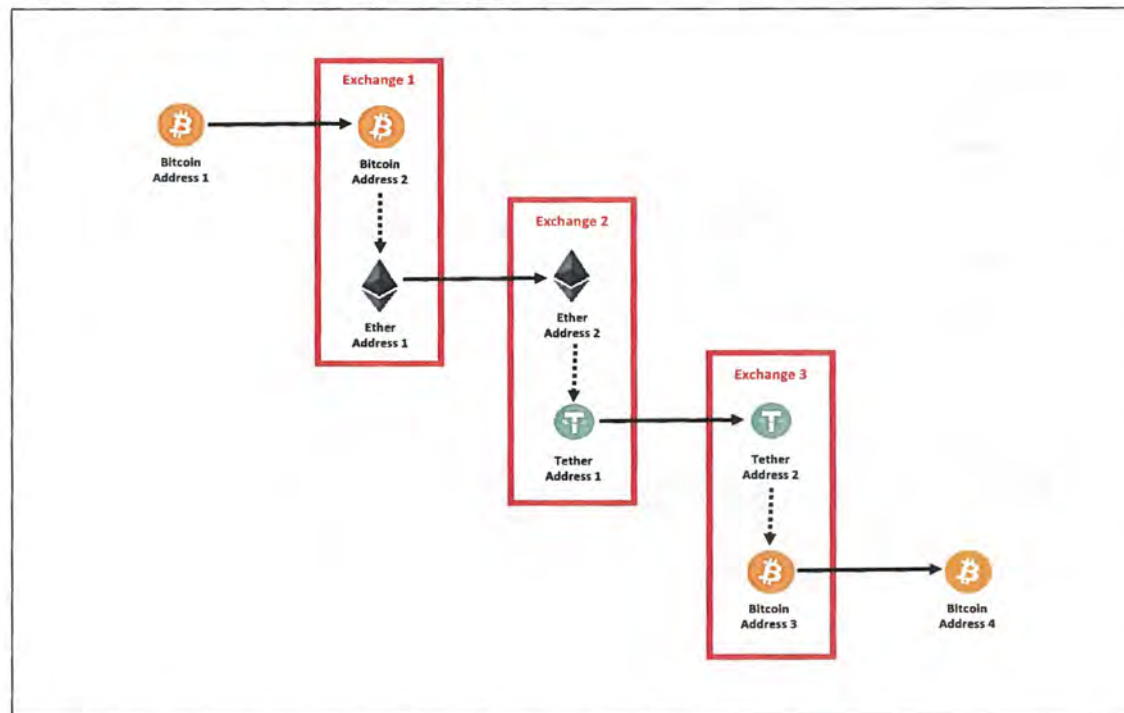 Exchange 1
Bitcoin
Address 1
Bitcoin
Address 2
Exchange 2
Ether
Address 1
Ether
Address 2
Exchange 3
Tether
Address 1
Tether
Address 2
Bitcoin
Address 3
Bitcoin
Address 4